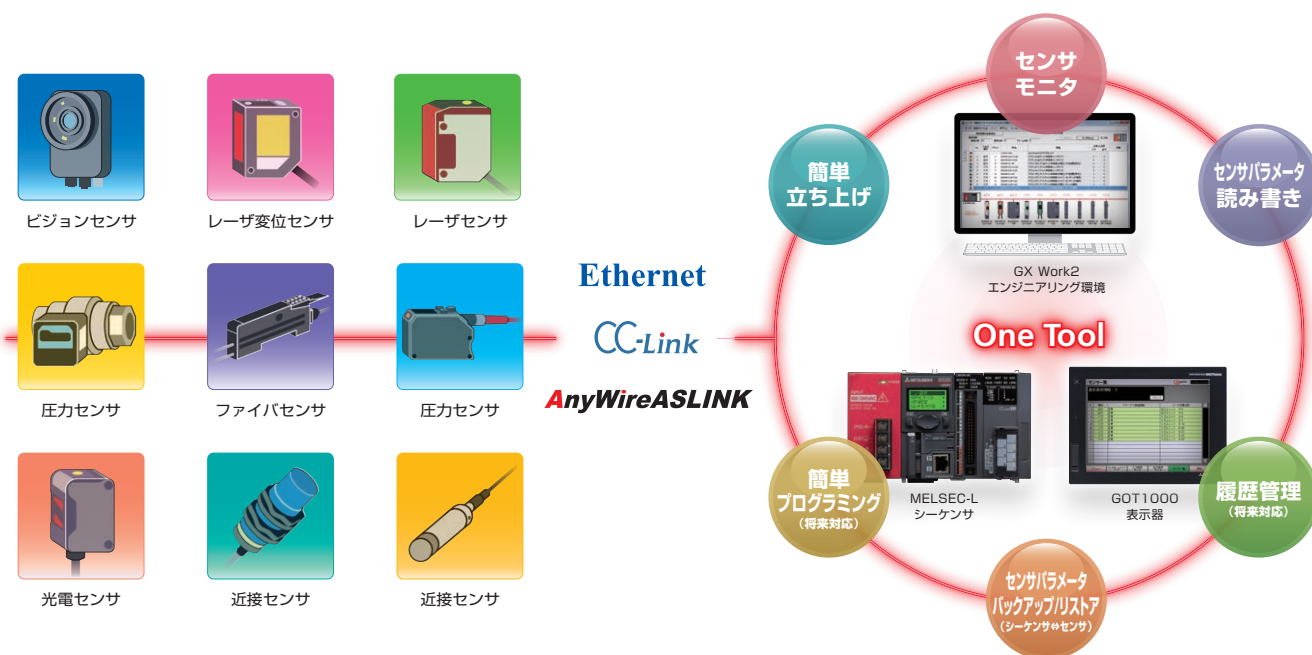 ビジョンセンサ
レーザ変位センサ
レーザセンサ
圧力センサ
ファイバセンサ
圧力センサ
光電センサ
近接センサ
近接センサ
Ethernet
CC-Link
AnyWireASLINK
センサ
モニタ
簡単
立ち上げ
センサパラメータ
読み書き
GX Work2
エンジニアリング環境
One Tool
MELSEC-L
シーケンサ
GOT1000
表示器
簡単
プログラミング
(将来対応)
履歴管理
(将来対応)
センサパラメータ
バックアップ/リストア
(シーケンサ⇔センサ)